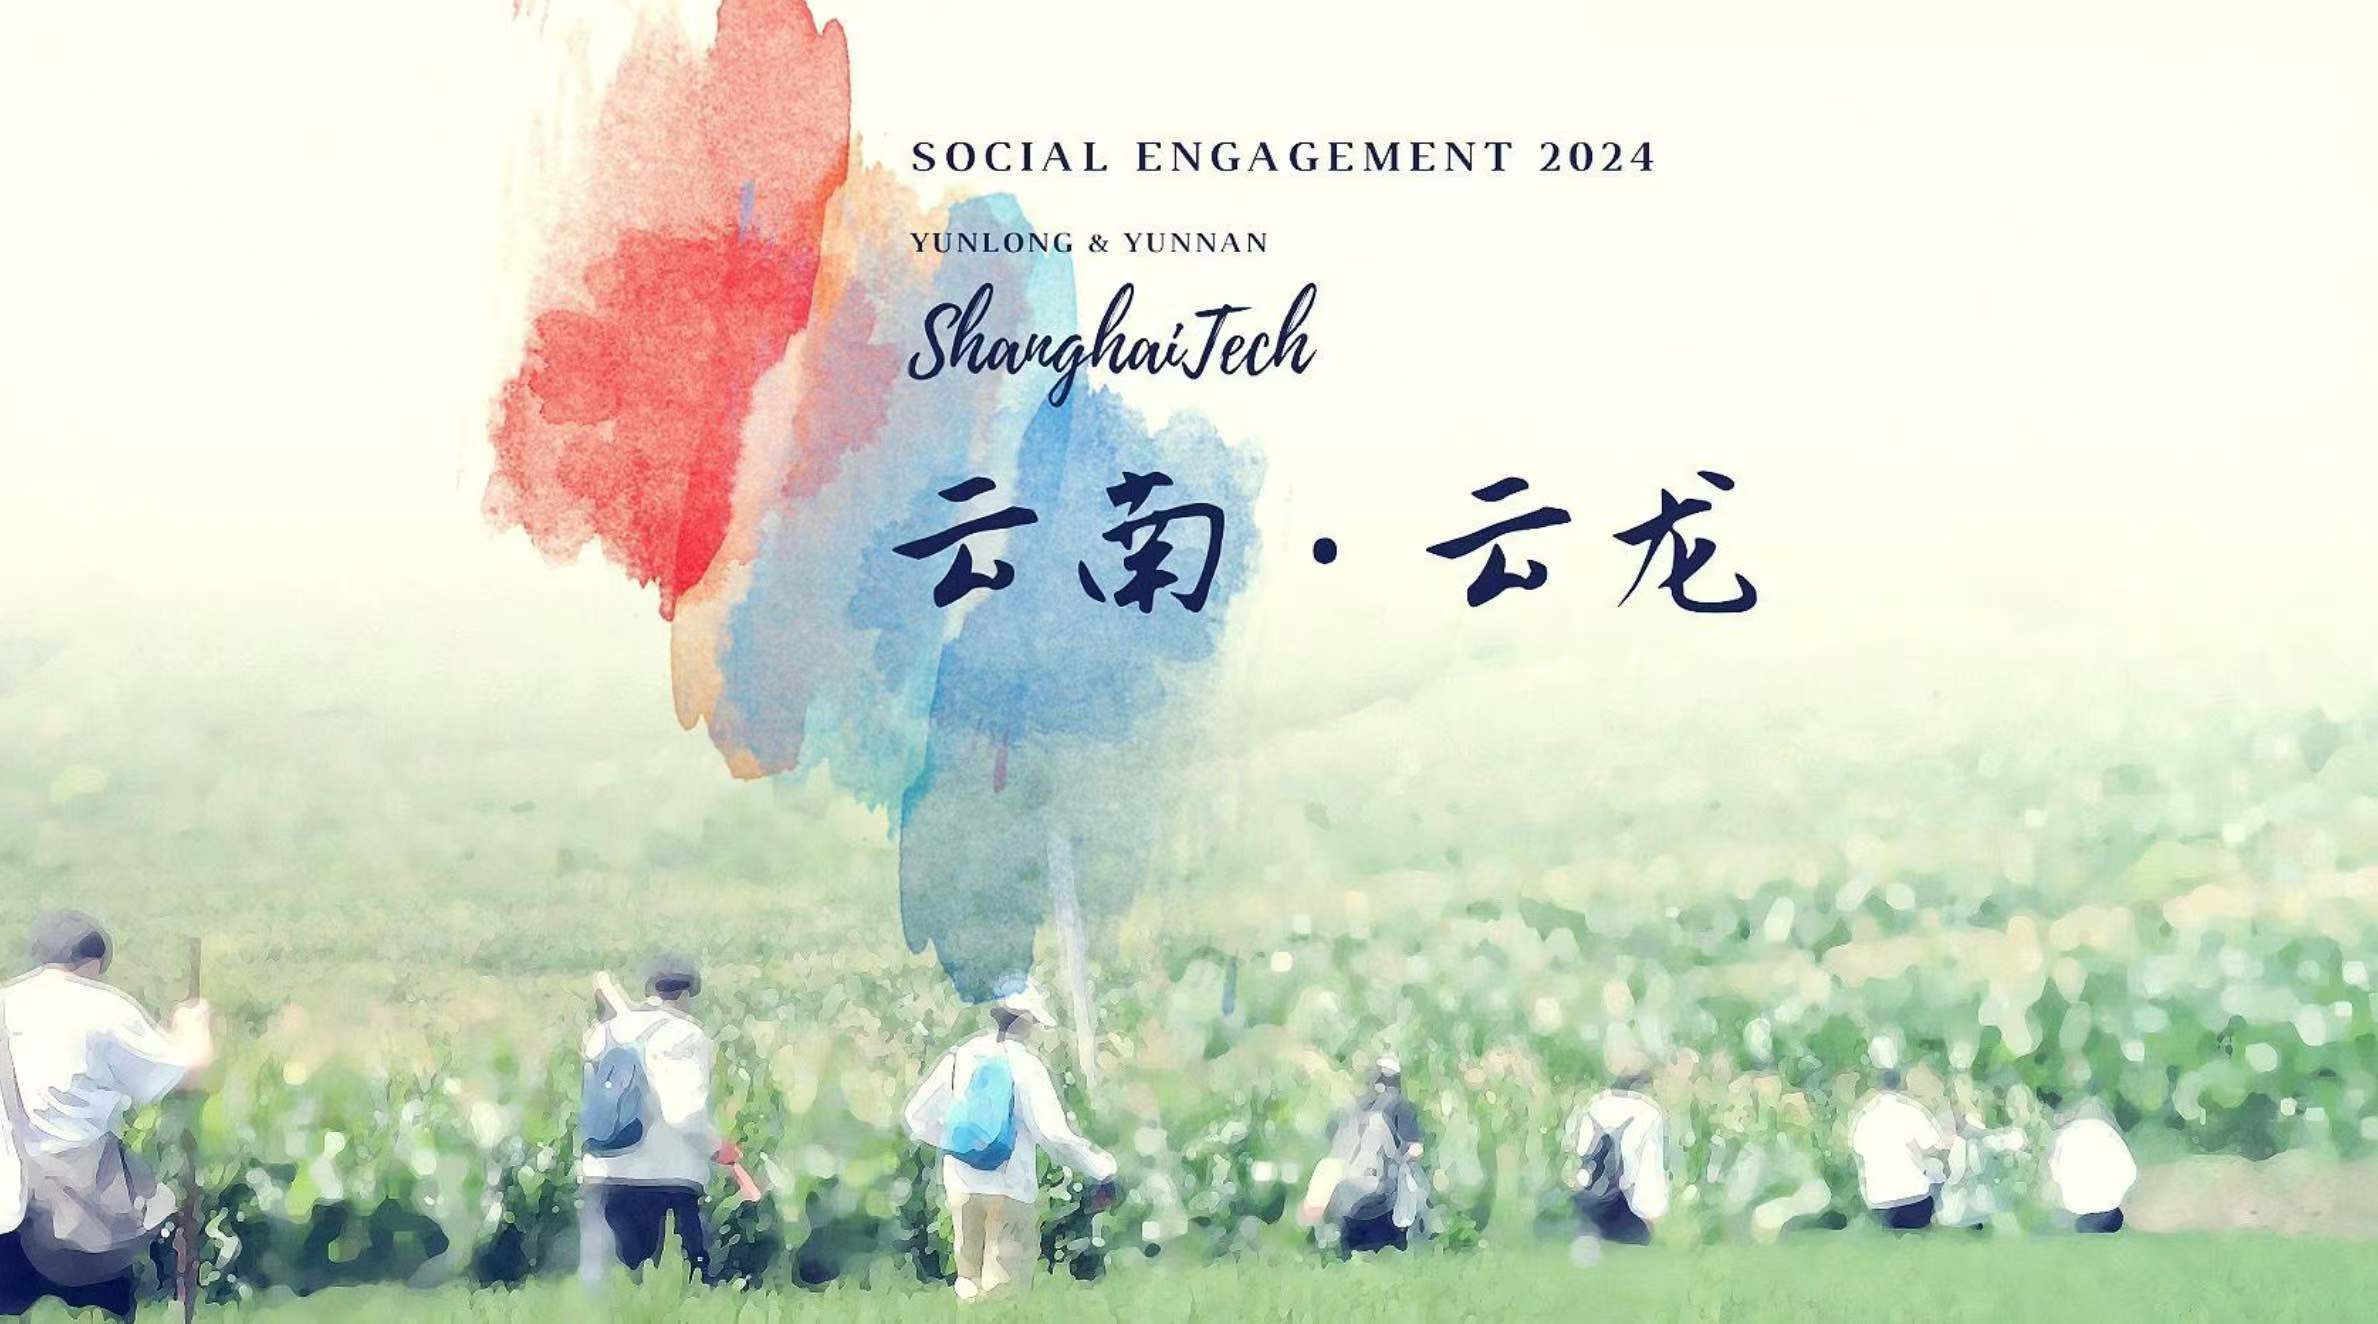 SOCIAL ENGAGEMENT 2024
YUNLONG & YUNNAN
ShanghaiTech
云南·云龙